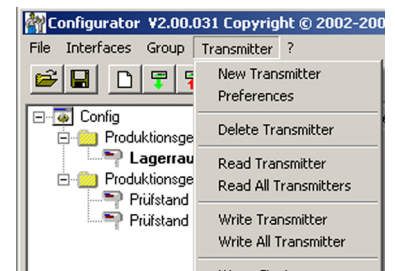 Configurator V2.00.031 Copyright © 2002-200
File Interfaces Group Transmitter ?
New Transmitter
Preferences
Delete Transmitter
Read Transmitter
Read All Transmitters
Write Transmitter
Write All Transmitter
Config
Produktionsge
Lagerrau
Produktionsge
Prüfstand
Prüfstand